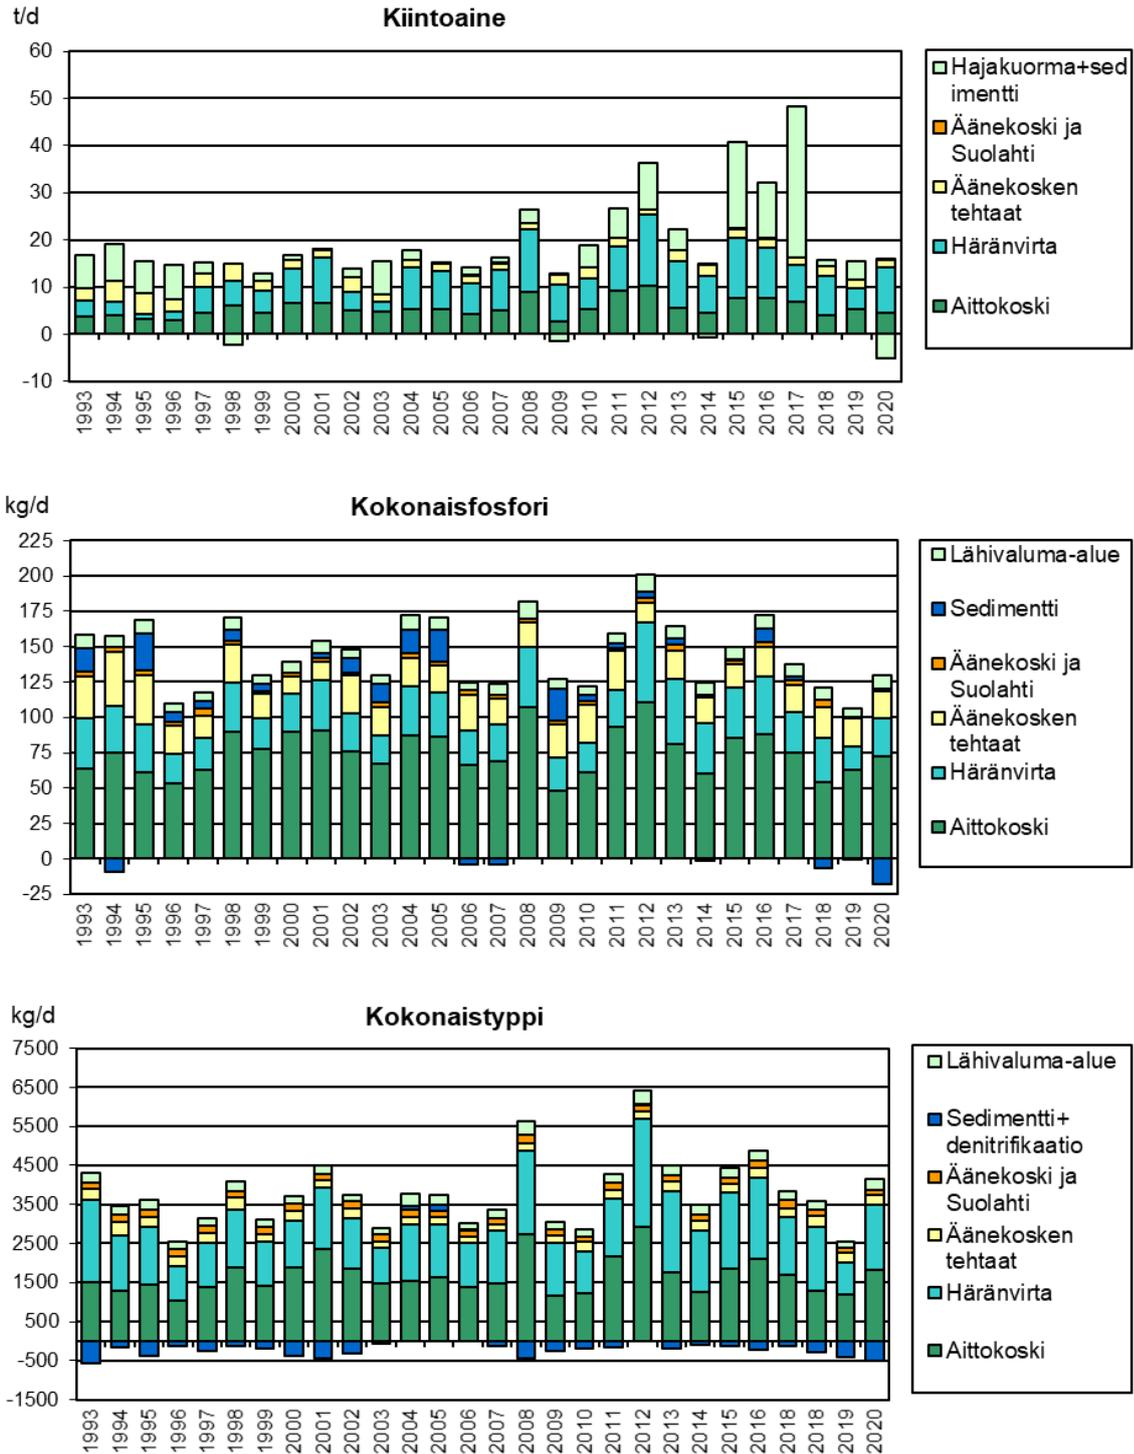 t/d
Kiintoaine
60
50
40
30
20
10
0
-10
1993 1994 1995 1996 1997 1998 1999 2000 2001 2002 2003 2004 2005 2006 2007 2008 2009 2010 2011 2012 2013 2014 2015 2016 2017 2018 2019 2020
Hajakuorma+sed
imentti
Äänekoski ja
Suolahti
Äänekosken
tehtaat
Häränvirta
Aittokoski
kg/d
Kokonaisfosfori
225
200
175
150
125
100
75
50
25
0
-25
1993 1994 1995 1996 1997 1998 1999 2000 2001 2002 2003 2004 2005 2006 2007 2008 2009 2010 2011 2012 2013 2014 2015 2016 2017 2018 2019 2020
Lähivaluma-alue
Sedimentti
Äänekoski ja
Suolahti
Äänekosken
tehtaat
Häränvirta
Aittokoski
kg/d
Kokonaistyppi
7500
6500
5500
4500
3500
2500
1500
500
-500
-1500
1993 1994 1995 1996 1997 1998 1999 2000 2001 2002 2003 2004 2005 2006 2007 2008 2009 2010 2011 2012 2013 2014 2015 2016 2018 2018 2019 2020
Lähivaluma-alue
Sedimentti+
denitrifikaatio
Äänekoski ja
Suolahti
Äänekosken
tehtaat
Häränvirta
Aittokoski